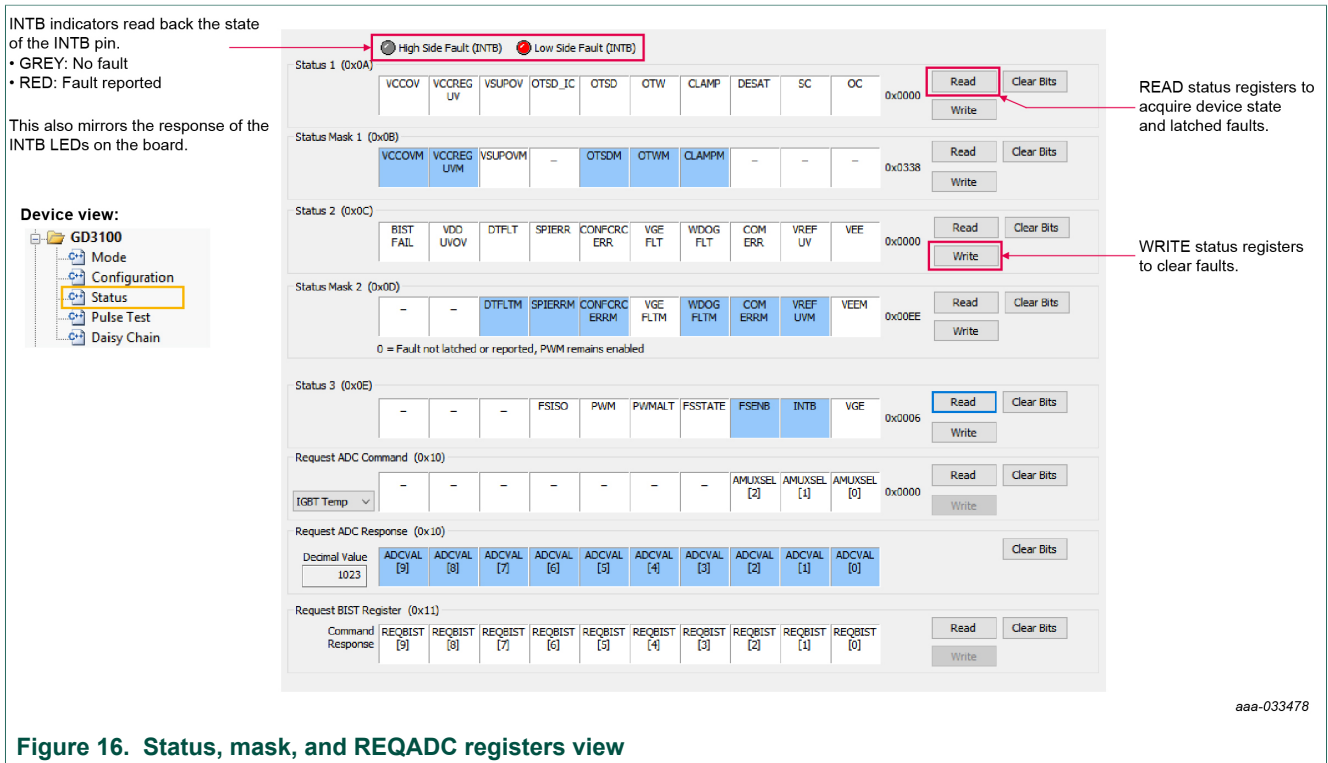 INTB indicators read back the state
of the INTB pin.
• GREY: No fault
• RED: Fault reported
This also mirrors the response of the
INTB LEDs on the board.
Device view:
GD3100
Mode
Configuration
Status
Pulse Test
Daisy Chain
High Side Fault (INTB) Low Side Fault (INTB)
Status 1 (0x0A)
VCCOV VCCREG UV VSUPOV OTSD_IC OTSD OTW CLAMP DESAT SC OC 0x0000
Read Clear Bits
Write
Status Mask 1 (0x0B)
VCCOVM VCCREG UVM VSUPOVM – OTSDM OTWM CLAMPM – – – 0x0338
Read Clear Bits
Write
Status 2 (0x0C)
BIST FAIL VDD UVOV DTFLT SPIERR CONFCRC ERR VGE FLT WDOG FLT COM ERR VREF UV VEE 0x0000
Read Clear Bits
Write
Status Mask 2 (0x0D)
– – DTFLTM SPIERRM CONFCRC ERRM VGE FLTM WDOG FLTM COM ERRM VREF UVM VEEM 0x00EE
Read Clear Bits
Write
0 = Fault not latched or reported, PWM remains enabled
Status 3 (0x0E)
– – – FSISO PWM PWMALT FSSTATE FSENB INTB VGE 0x0006
Read Clear Bits
Write
Request ADC Command (0x10)
IGBT Temp – – – – – – – AMUXSEL [2] AMUXSEL [1] AMUXSEL [0] 0x0000
Read Clear Bits
Write
Request ADC Response (0x10)
Decimal Value
1023
ADCVAL [9] ADCVAL [8] ADCVAL [7] ADCVAL [6] ADCVAL [5] ADCVAL [4] ADCVAL [3] ADCVAL [2] ADCVAL [1] ADCVAL [0]
Clear Bits
Request BIST Register (0x11)
Command
Response
REQBIST [9] REQBIST [8] REQBIST [7] REQBIST [6] REQBIST [5] REQBIST [4] REQBIST [3] REQBIST [2] REQBIST [1] REQBIST [0]
Read Clear Bits
Write
READ status registers to
acquire device state
and latched faults.
WRITE status registers
to clear faults.
aaa-033478
Figure 16. Status, mask, and REQADC registers view